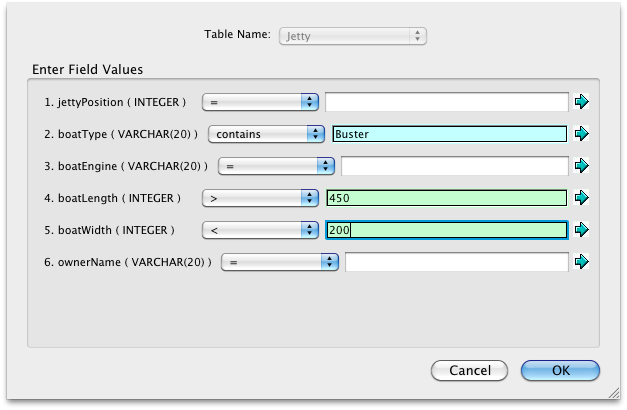 Table Name: Jetty
Enter Field Values
1. jettyPosition ( INTEGER ) =
2. boatType ( VARCHAR(20) ) contains Buster
3. boatEngine ( VARCHAR(20) ) =
4. boatLength ( INTEGER ) > 450
5. boatWidth ( INTEGER ) < 200
6. ownerName ( VARCHAR(20) ) =
Cancel OK